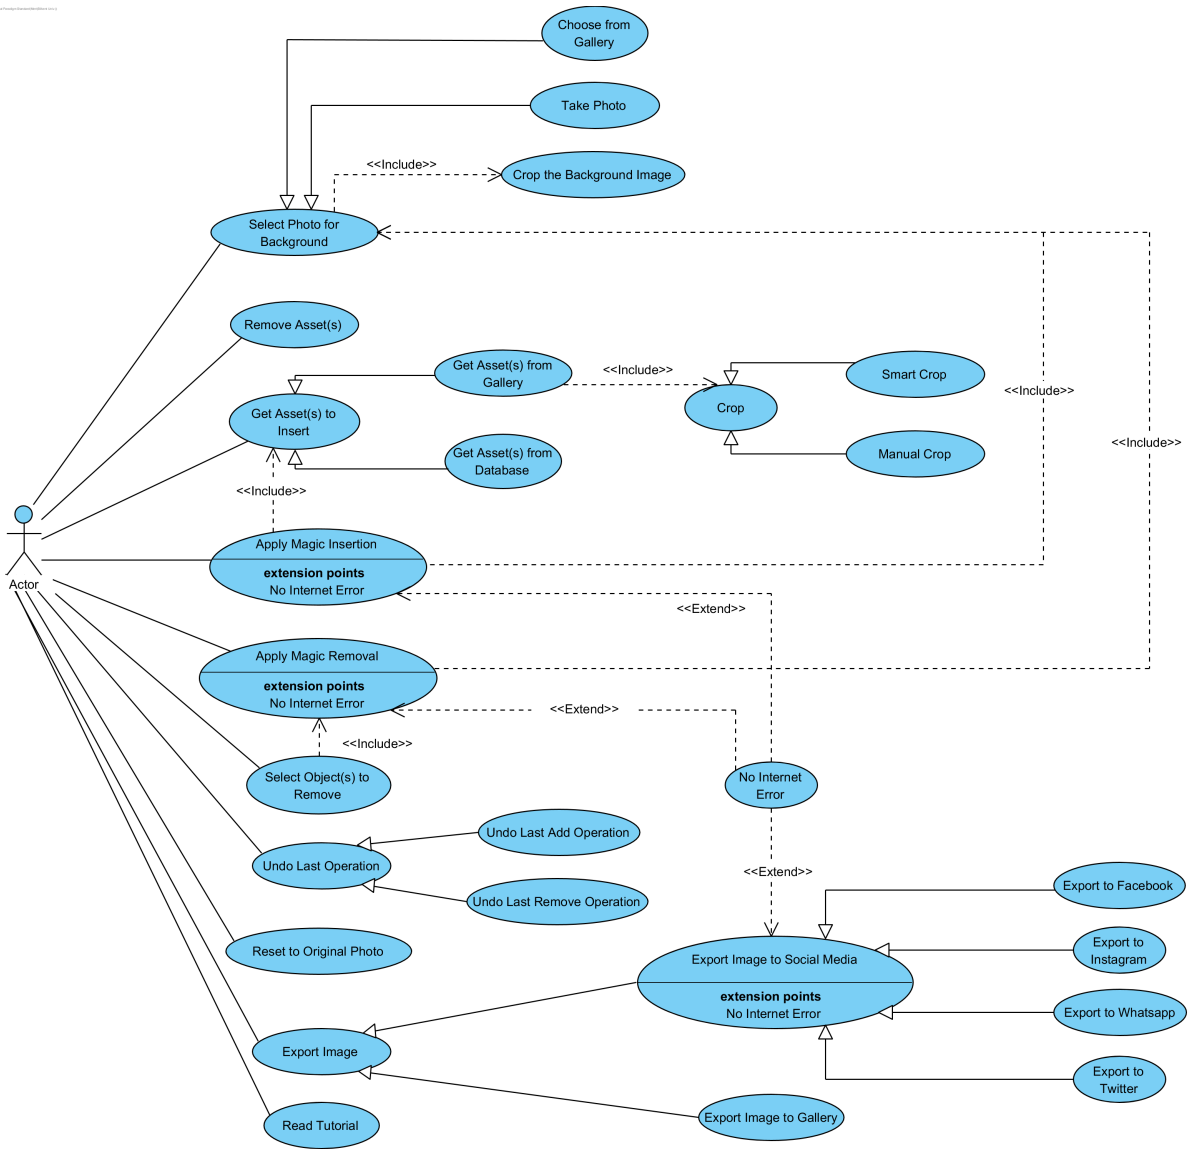 Choose from
Gallery
Take Photo
<<Include>>
Crop the Background Image
Select Photo for
Background
Remove Asset(s)
Get Asset(s) from
Gallery
<<Include>>
Smart Crop
<<Include>>
Crop
Get Asset(s) to
Insert
<<Include>>
Get Asset(s) from
Database
Manual Crop
<<Include>>
Apply Magic Insertion
extension points
No Internet Error
Actor
<<Extend>>
Apply Magic Removal
extension points
No Internet Error
<<Extend>>
<<Include>>
Select Object(s) to
Remove
No Internet
Error
Undo Last Add Operation
Undo Last Operation
<<Extend>>
Undo Last Remove Operation
Export to Facebook
Reset to Original Photo
Export Image to Social Media
extension points
No Internet Error
Export to
Instagram
Export to Whatsapp
Export Image
Export to
Twitter
Export Image to Gallery
Read Tutorial